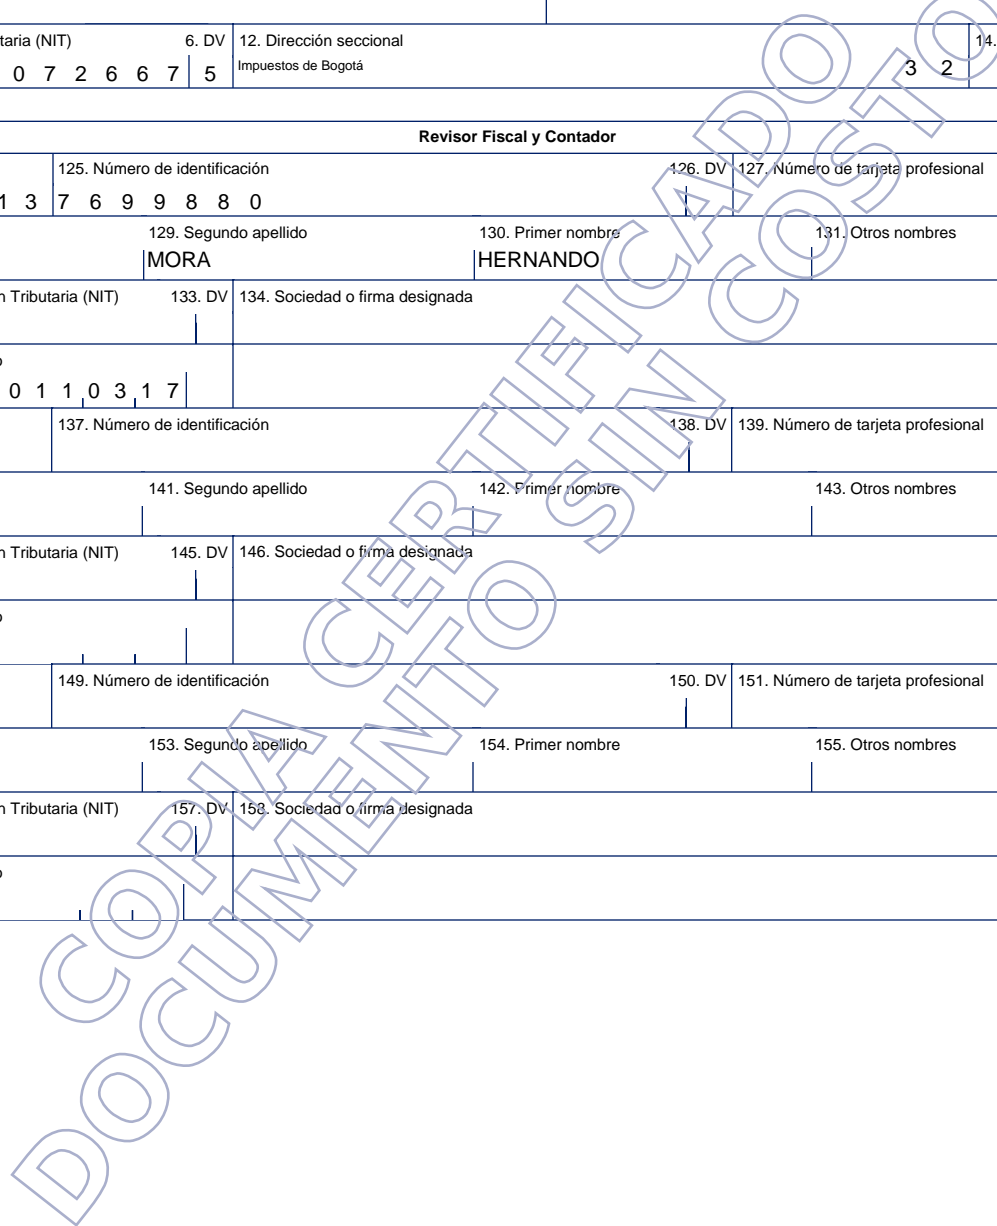 taria (NIT) 6. DV 12. Dirección seccional 14.
0 7 2 6 6 7 5 Impuestos de Bogotá 3 2
Revisor Fiscal y Contador
125. Número de identificación 126. DV 127. Número de tarjeta profesional
1 3 7 6 9 9 8 8 0
129. Segundo apellido 130. Primer nombre 131. Otros nombres
MORA HERNANDO
n Tributaria (NIT) 133. DV 134. Sociedad o firma designada
o
0 1 1 0 3 1 7
137. Número de identificación 138. DV 139. Número de tarjeta profesional
141. Segundo apellido 142. Primer nombre 143. Otros nombres
n Tributaria (NIT) 145. DV 146. Sociedad o firma designada
o
149. Número de identificación 150. DV 151. Número de tarjeta profesional
153. Segundo apellido 154. Primer nombre 155. Otros nombres
n Tributaria (NIT) 157. DV 158. Sociedad o firma designada
o
COPIA CERTIFICADO
DOCUMENTO SIN COSTO